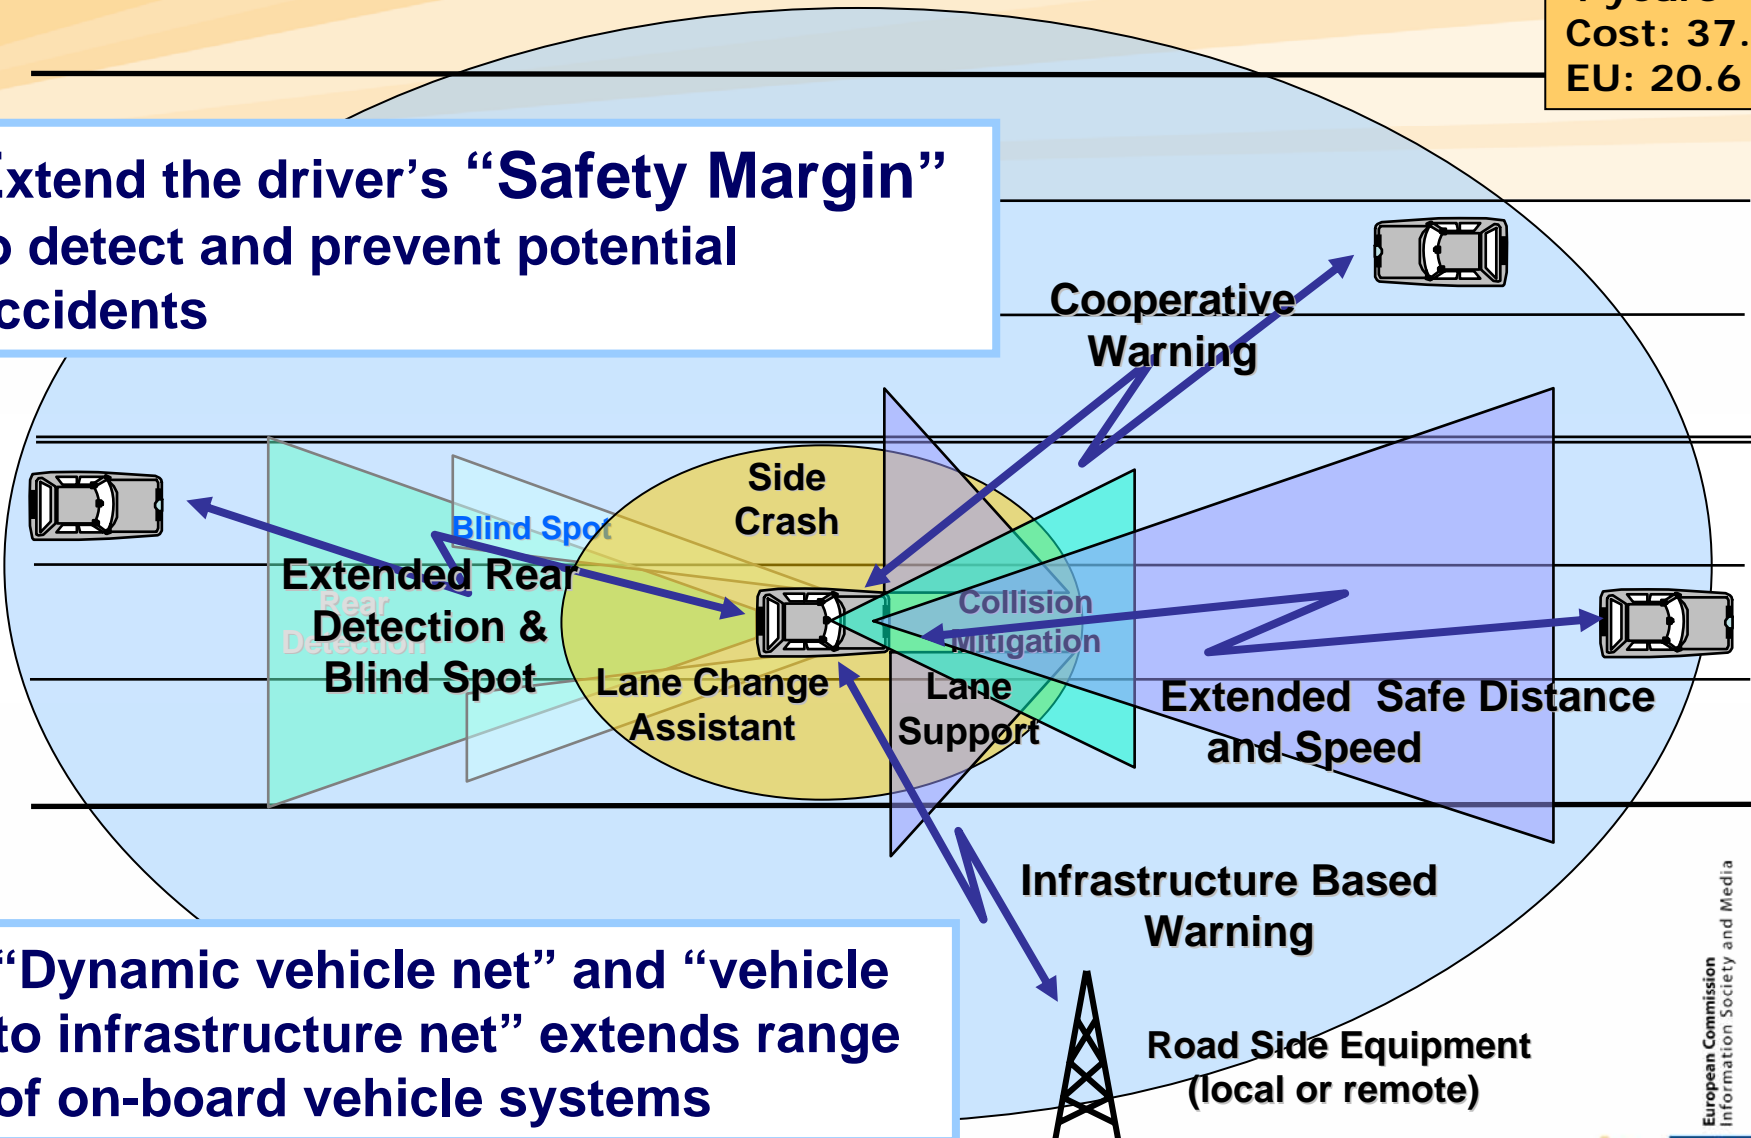 4 years
Cost: 37.
EU: 20.6
Extend the driver's “Safety Margin”
o detect and prevent potential
ccidents
Cooperative
Warning
Side
Crash
Blind Spot
Extended Rear
Detection &
Blind Spot
Rear
Detection
Collision
Mitigation
Lane Change
Assistant
Lane
Support
Extended Safe Distance
and Speed
Infrastructure Based
Warning
“Dynamic vehicle net” and “vehicle
to infrastructure net” extends range
of on-board vehicle systems
Road Side Equipment
(local or remote)
European Commission
Information Society and Media